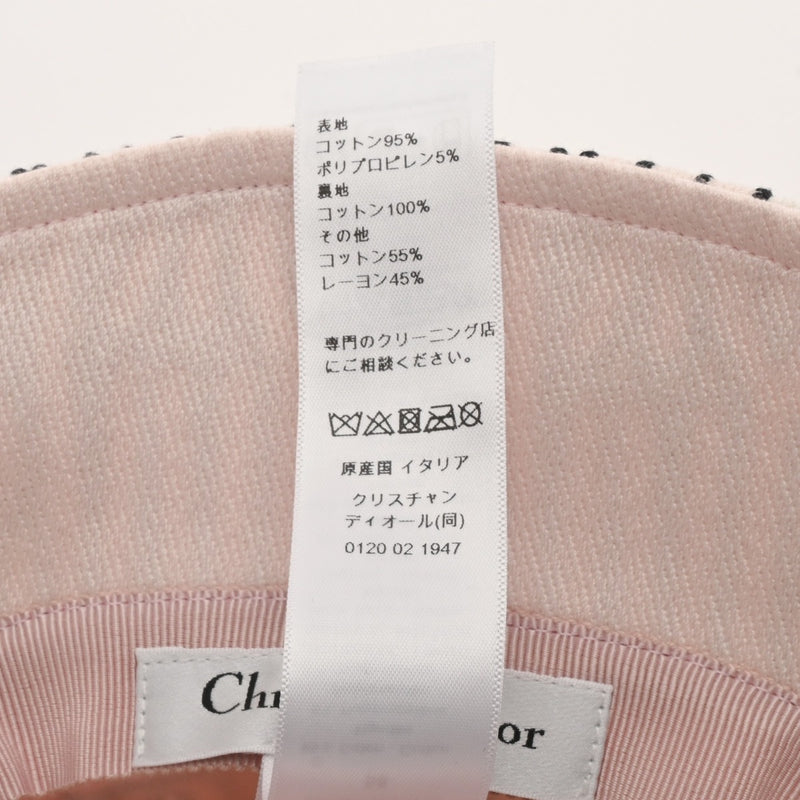 表地
コットン95%
ポリプロピレン5%
裏地
コットン100%
その他
コットン55%
レーヨン45%
専門のクリーニング店
にご相談ください。
原産国 イタリア
クリスチャン
ディオール(同)
0120 02 1947
Ch or